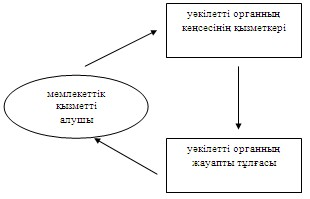 уәкілетті органның
кеңсесінің қызметкері
мемлекеттік
қызметті
алушы
уәкілетті органның
жауапты тұлғасы